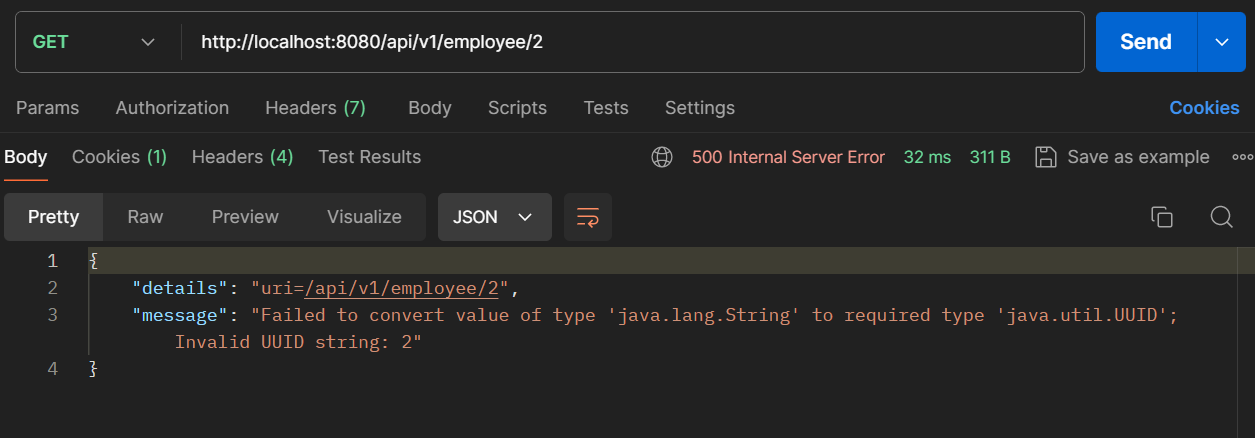 GET http://localhost:8080/api/v1/employee/2 Send
Params Authorization Headers (7) Body Scripts Tests Settings Cookies
Body Cookies (1) Headers (4) Test Results 500 Internal Server Error 32 ms 311 B Save as example
Pretty Raw Preview Visualize JSON
1 {
2 "details": "uri=/api/v1/employee/2",
3 "message": "Failed to convert value of type 'java.lang.String' to required type 'java.util.UUID';
Invalid UUID string: 2"
4 }